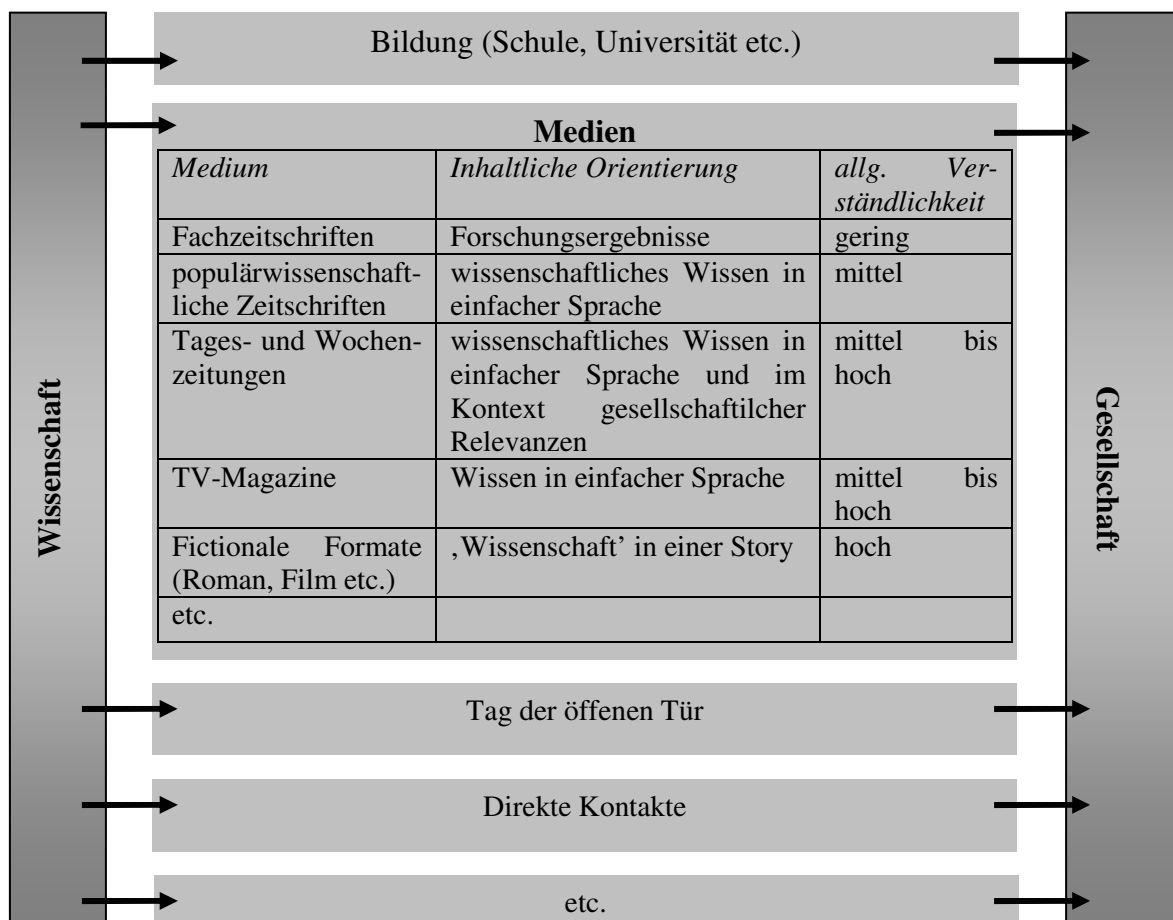 Bildung (Schule, Universität etc.)
Medien
Medium Inhaltliche Orientierung allg. Ver-
ständlichkeit
Fachzeitschriften Forschungsergebnisse gering
populärwissenschaft- wissenschaftliches Wissen in mittel
liche Zeitschriften einfacher Sprache
Tages- und Wochen- wissenschaftliches Wissen in mittel bis
zeitungen einfacher Sprache und im hoch
Kontext gesellschaftilcher
Relevanzen
TV-Magazine Wissen in einfacher Sprache mittel bis
hoch
Fictionale Formate ‚Wissenschaft’ in einer Story hoch
(Roman, Film etc.)
etc.
Wissenschaft
Gesellschaft
Tag der öffenen Tür
Direkte Kontakte
etc.